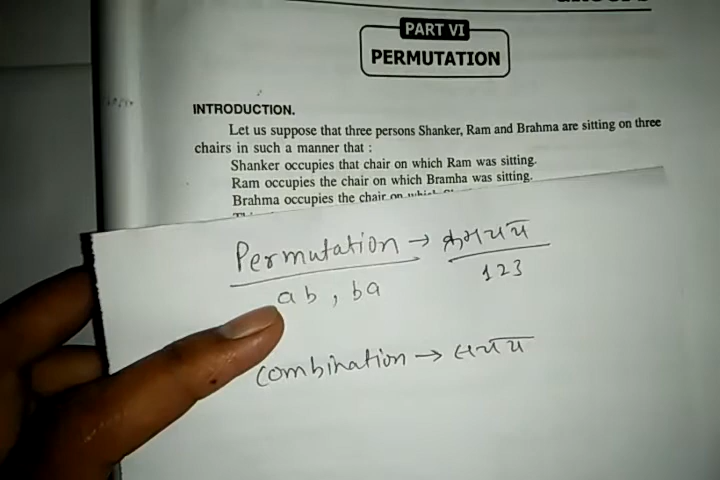 PART VI
PERMUTATION
INTRODUCTION.
Let us suppose that three persons Shanker, Ram and Brahma are sitting on three
chairs in such a manner that :
Shanker occupies that chair on which Ram was sitting.
Ram occupies the chair on which Bramha was sitting.
Brahma occupies the chair on which
Permutation → क्रमचय
123
ab, ba
Combination → संचय